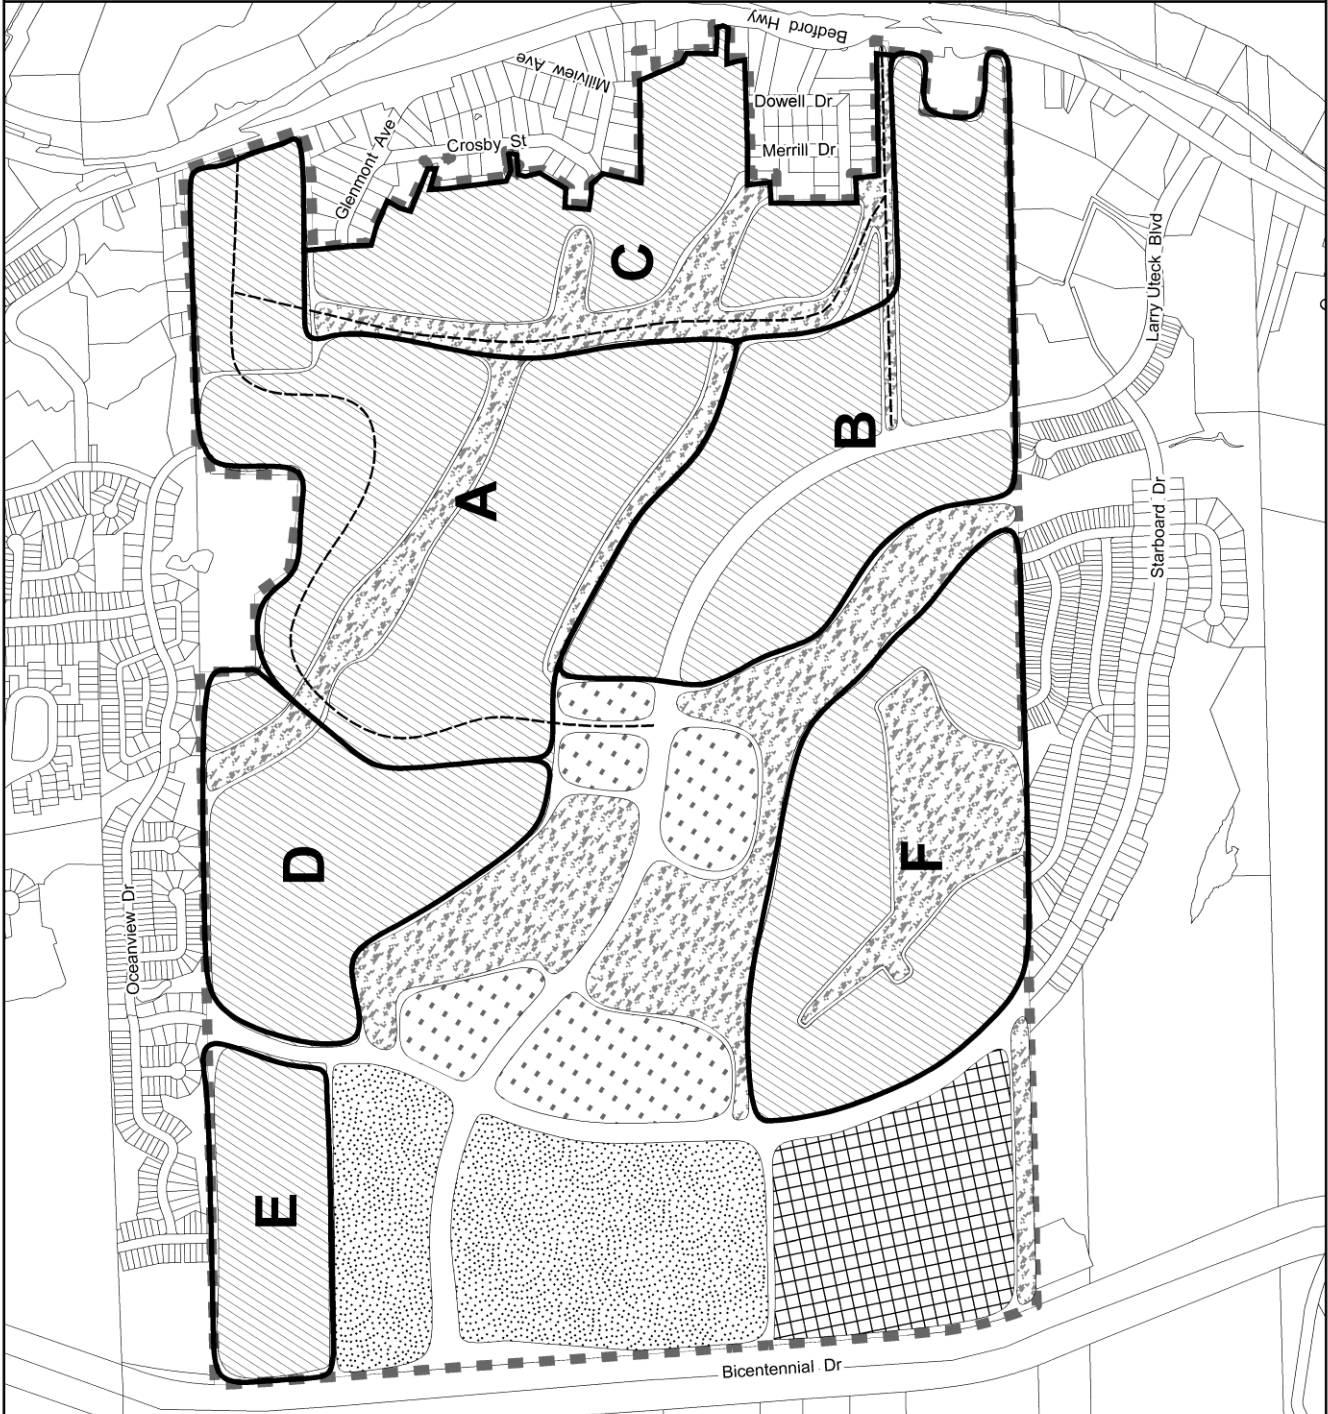 Bedford Hwy
Millview Ave
Dowell Dr
Crosby St
Merrill Dr
Glenmont Ave
Larry Uteck Blvd
C
B
A
Starboard Dr
D
F
Oceanview Dr
E
Bicentennial Dr